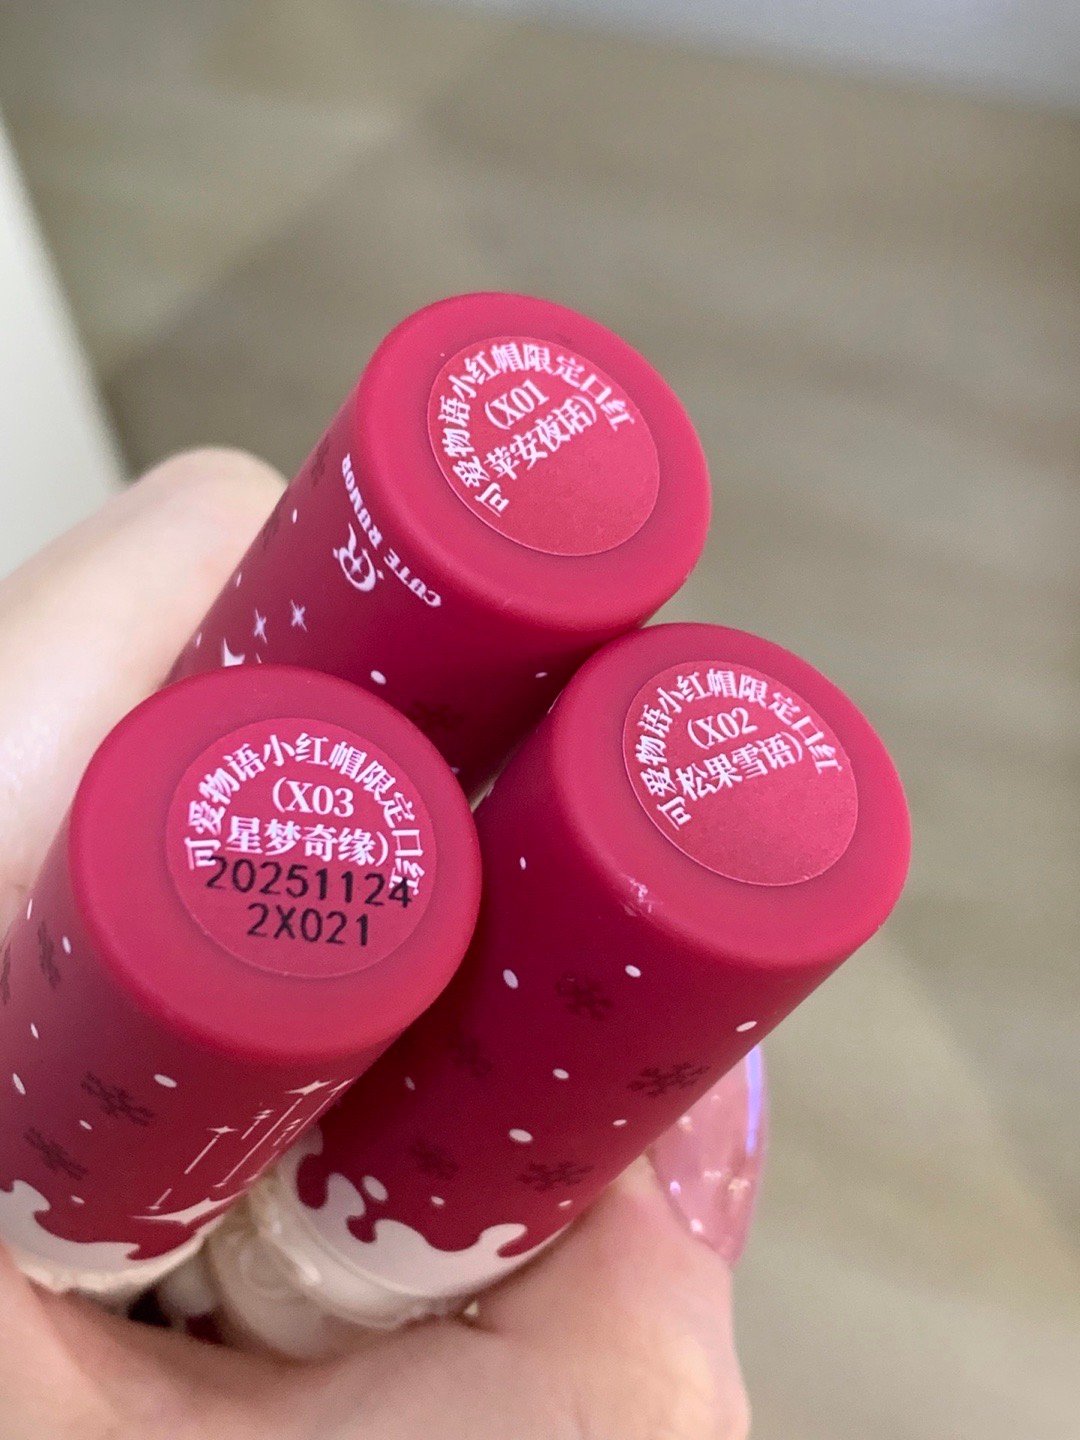 可爱物语小红帽限定口红
(X01
苹安夜话)
CUTE RUMOR
可爱物语小红帽限定口红
(X02
松果雪语)
可爱物语小红帽限定口红
(X03
星梦奇缘)
20251124
2X021